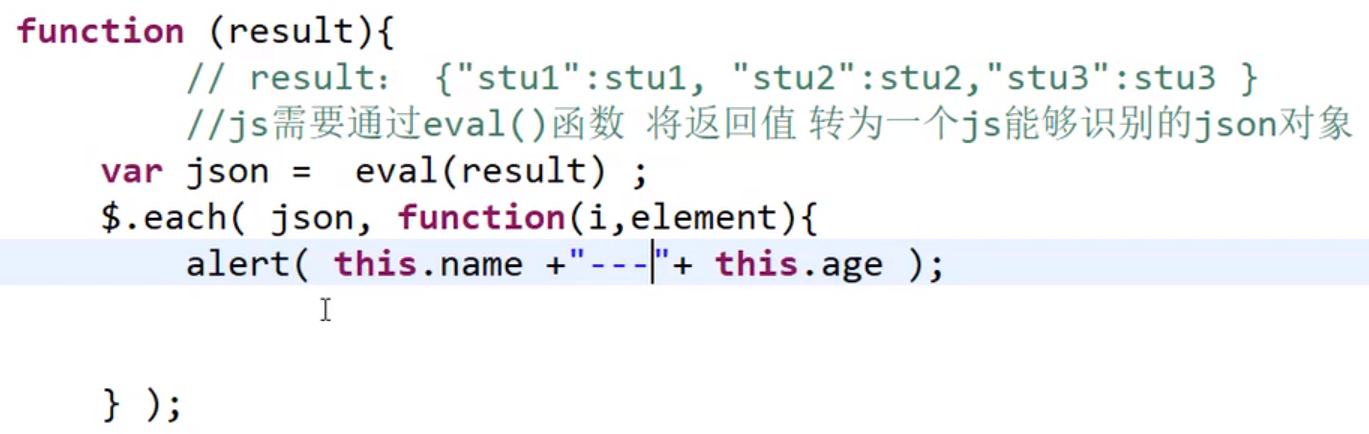 function (result){
// result： {"stu1":stu1, "stu2":stu2,"stu3":stu3 }
//js需要通过eval()函数 将返回值 转为一个js能够识别的json对象
var json = eval(result) ;
$.each( json, function(i,element){
alert( this.name +"---"+ this.age );
} );